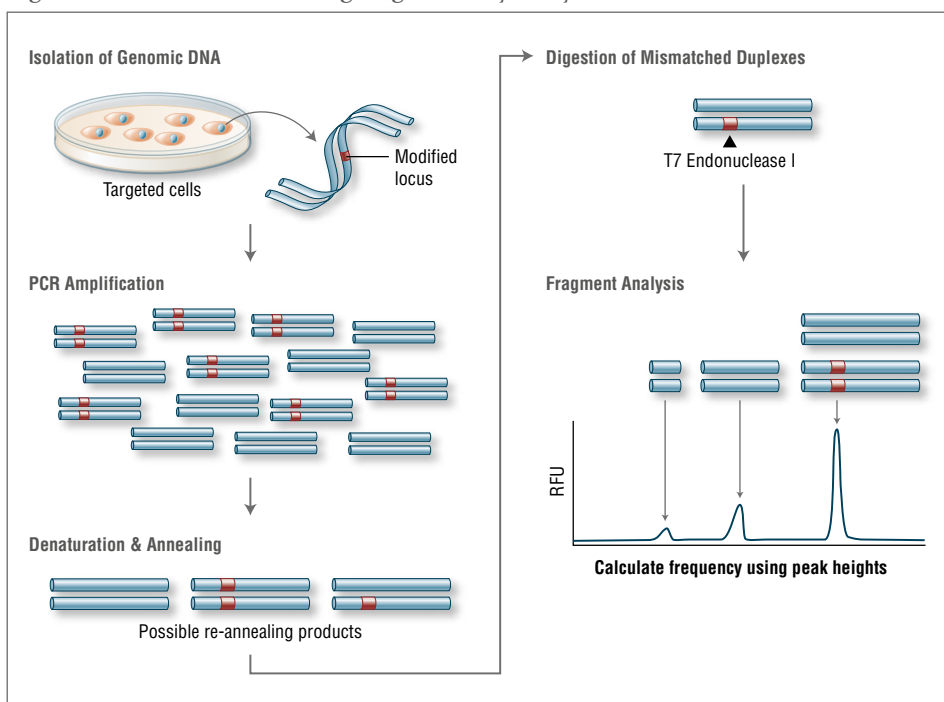 Isolation of Genomic DNA
Targeted cells
Modified
locus
PCR Amplification
Denaturation & Annealing
Possible re-annealing products
Digestion of Mismatched Duplexes
T7 Endonuclease I
Fragment Analysis
RFU
Calculate frequency using peak heights